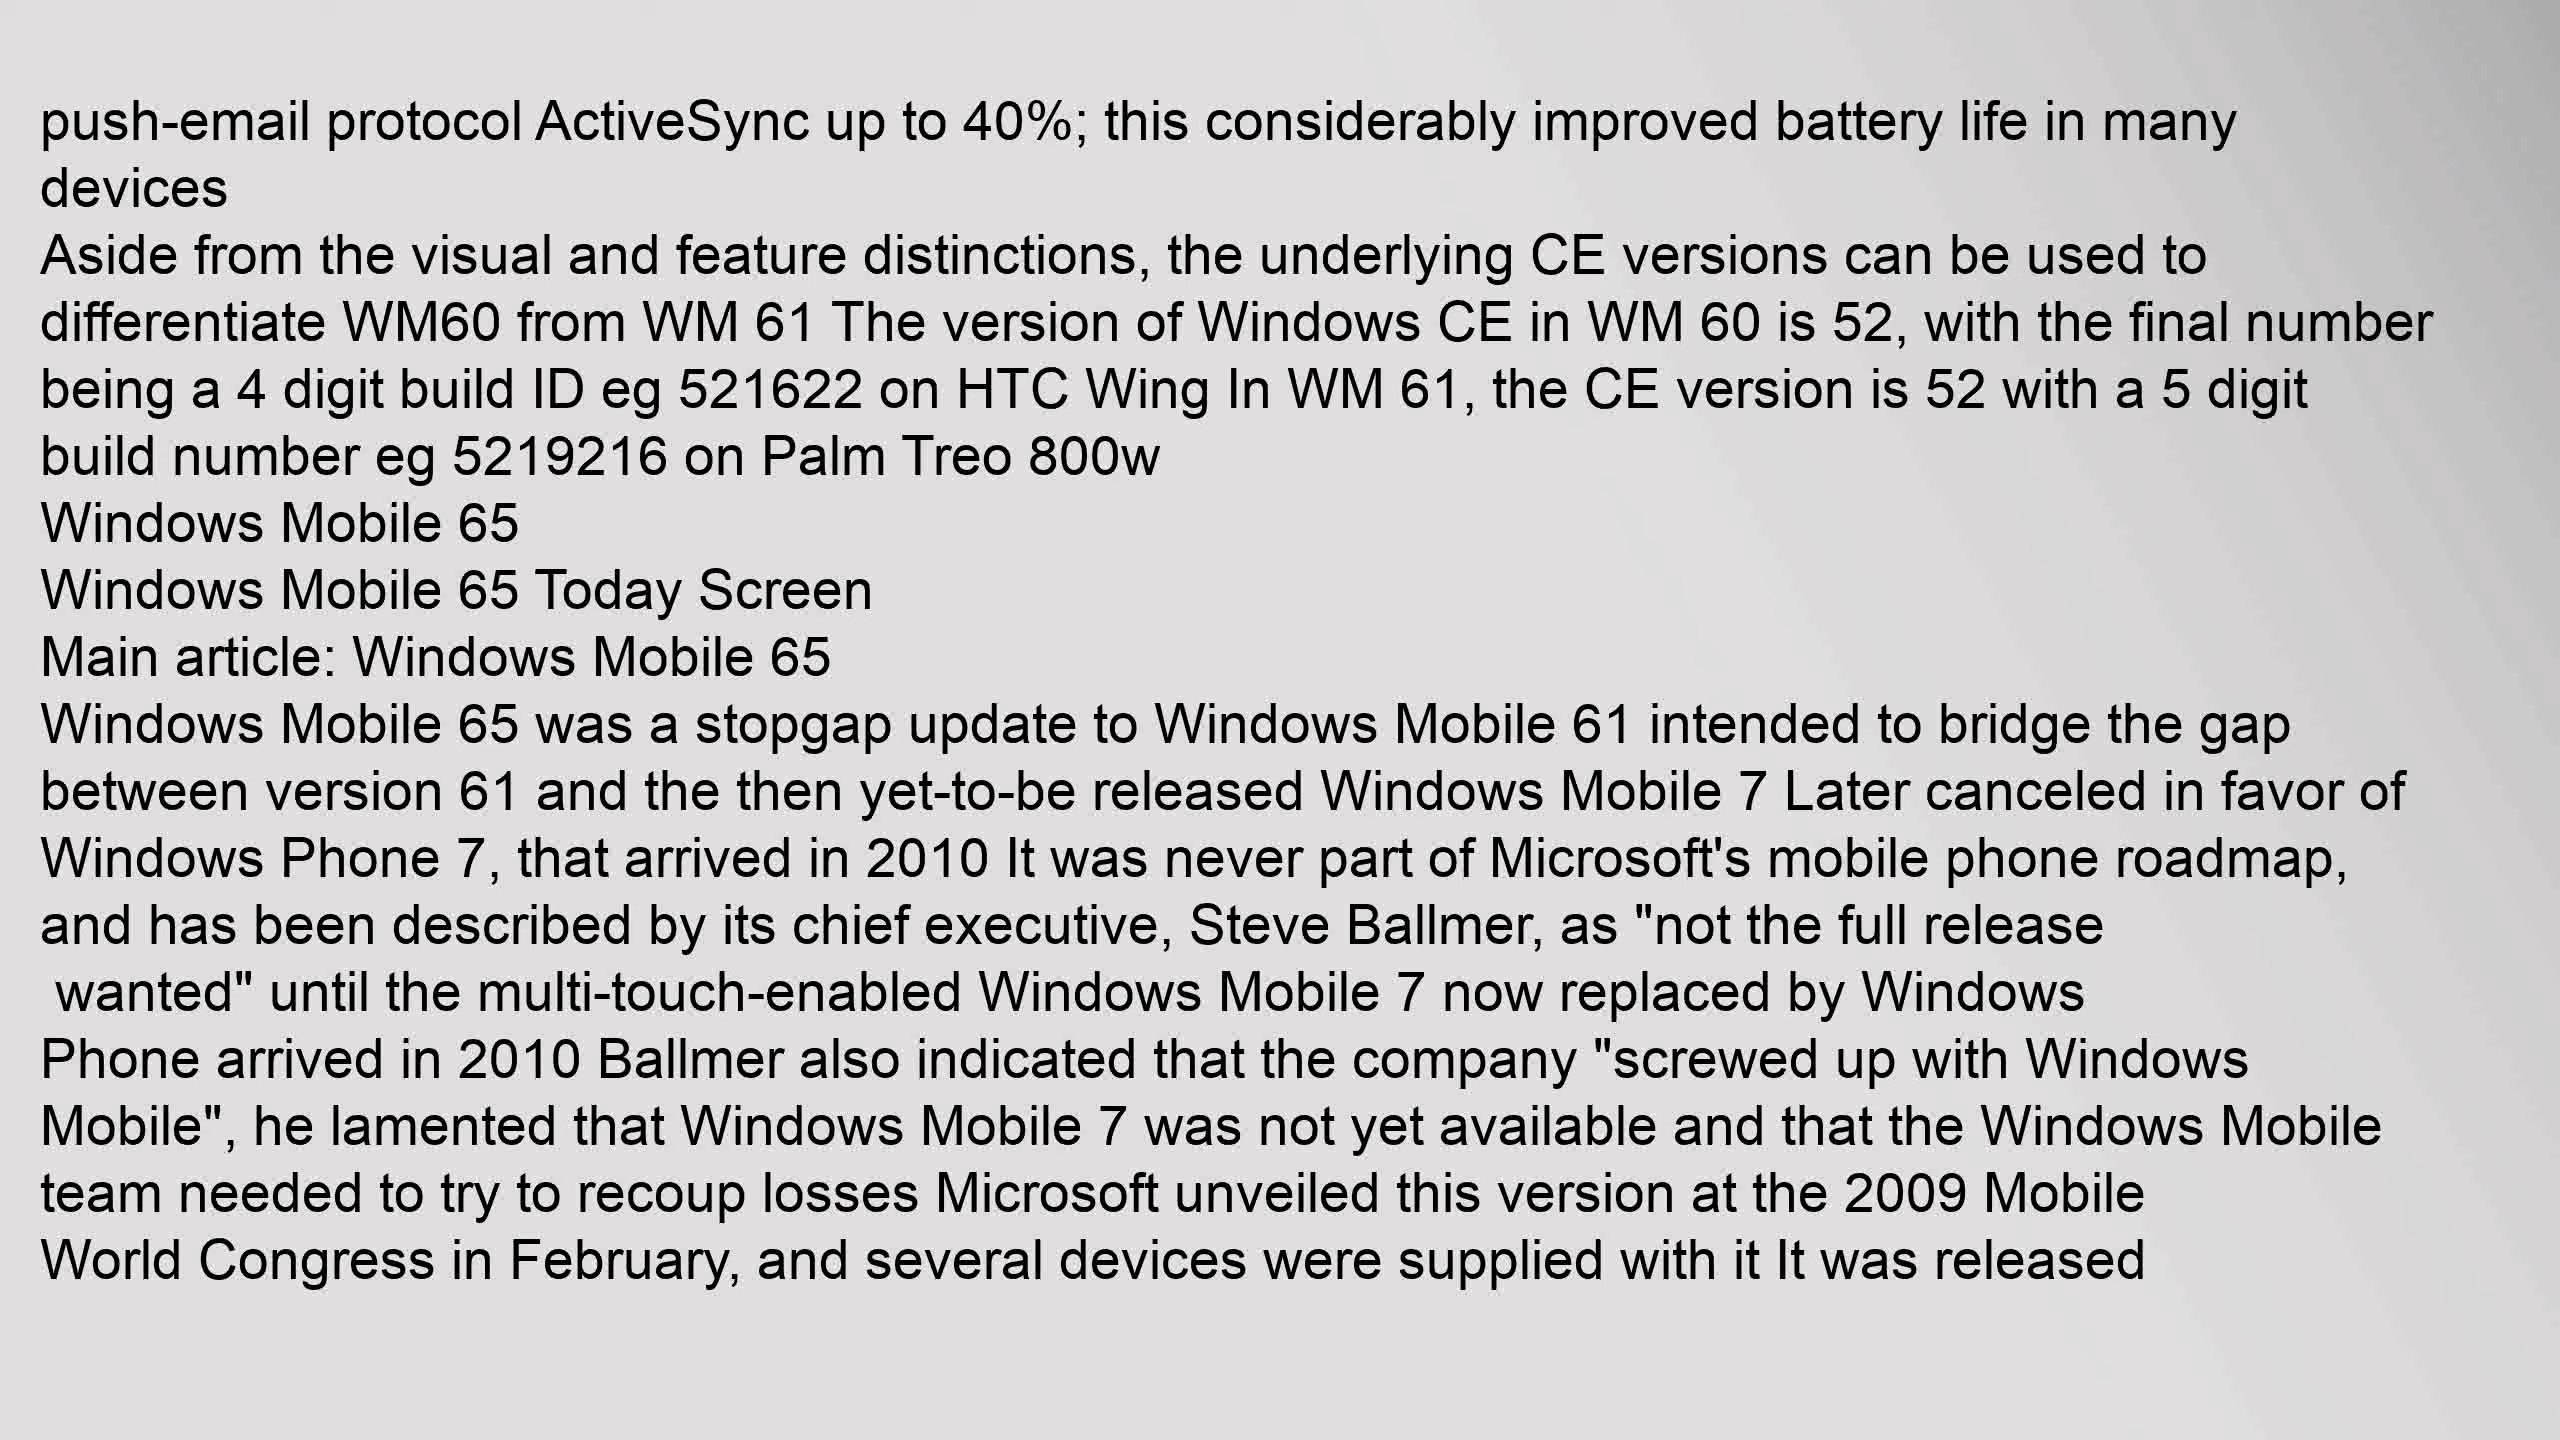 push-email protocol ActiveSync up to 40%; this considerably improved battery life in many
devices
Aside from the visual and feature distinctions, the underlying CE versions can be used to
differentiate WM60 from WM 61 The version of Windows CE in WM 60 is 52, with the final number
being a 4 digit build ID eg 521622 on HTC Wing In WM 61, the CE version is 52 with a 5 digit
build number eg 5219216 on Palm Treo 800w
Windows Mobile 65
Windows Mobile 65 Today Screen
Main article: Windows Mobile 65
Windows Mobile 65 was a stopgap update to Windows Mobile 61 intended to bridge the gap
between version 61 and the then yet-to-be released Windows Mobile 7 Later canceled in favor of
Windows Phone 7, that arrived in 2010 It was never part of Microsoft's mobile phone roadmap,
and has been described by its chief executive, Steve Ballmer, as "not the full release
wanted" until the multi-touch-enabled Windows Mobile 7 now replaced by Windows
Phone arrived in 2010 Ballmer also indicated that the company "screwed up with Windows
Mobile", he lamented that Windows Mobile 7 was not yet available and that the Windows Mobile
team needed to try to recoup losses Microsoft unveiled this version at the 2009 Mobile
World Congress in February, and several devices were supplied with it It was released